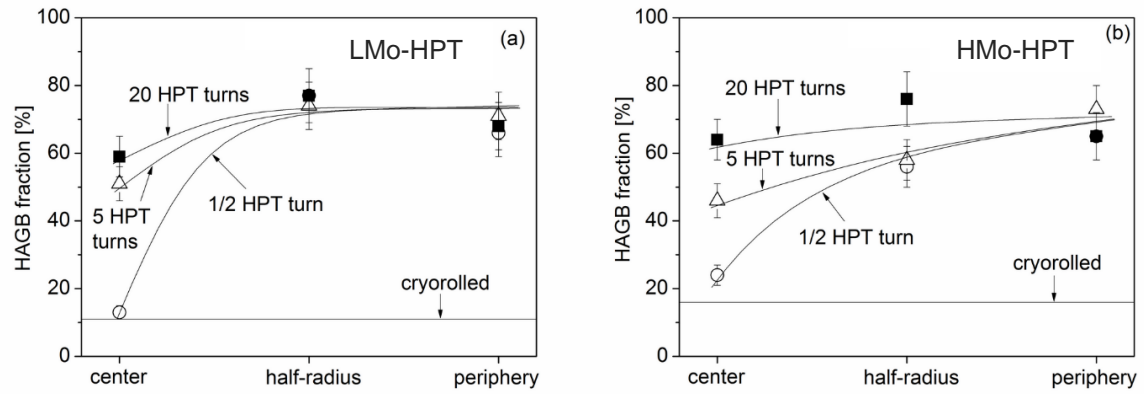 100
80
60
40
20
0
HAGB fraction [%]
LMo-HPT
(a)
20 HPT turns
5 HPT
turns
1/2 HPT turn
cryorolled
center
half-radius
periphery
100
80
60
40
20
0
HAGB fraction [%]
HMo-HPT
(b)
20 HPT turns
5 HPT turns
1/2 HPT turn
cryorolled
center
half-radius
periphery